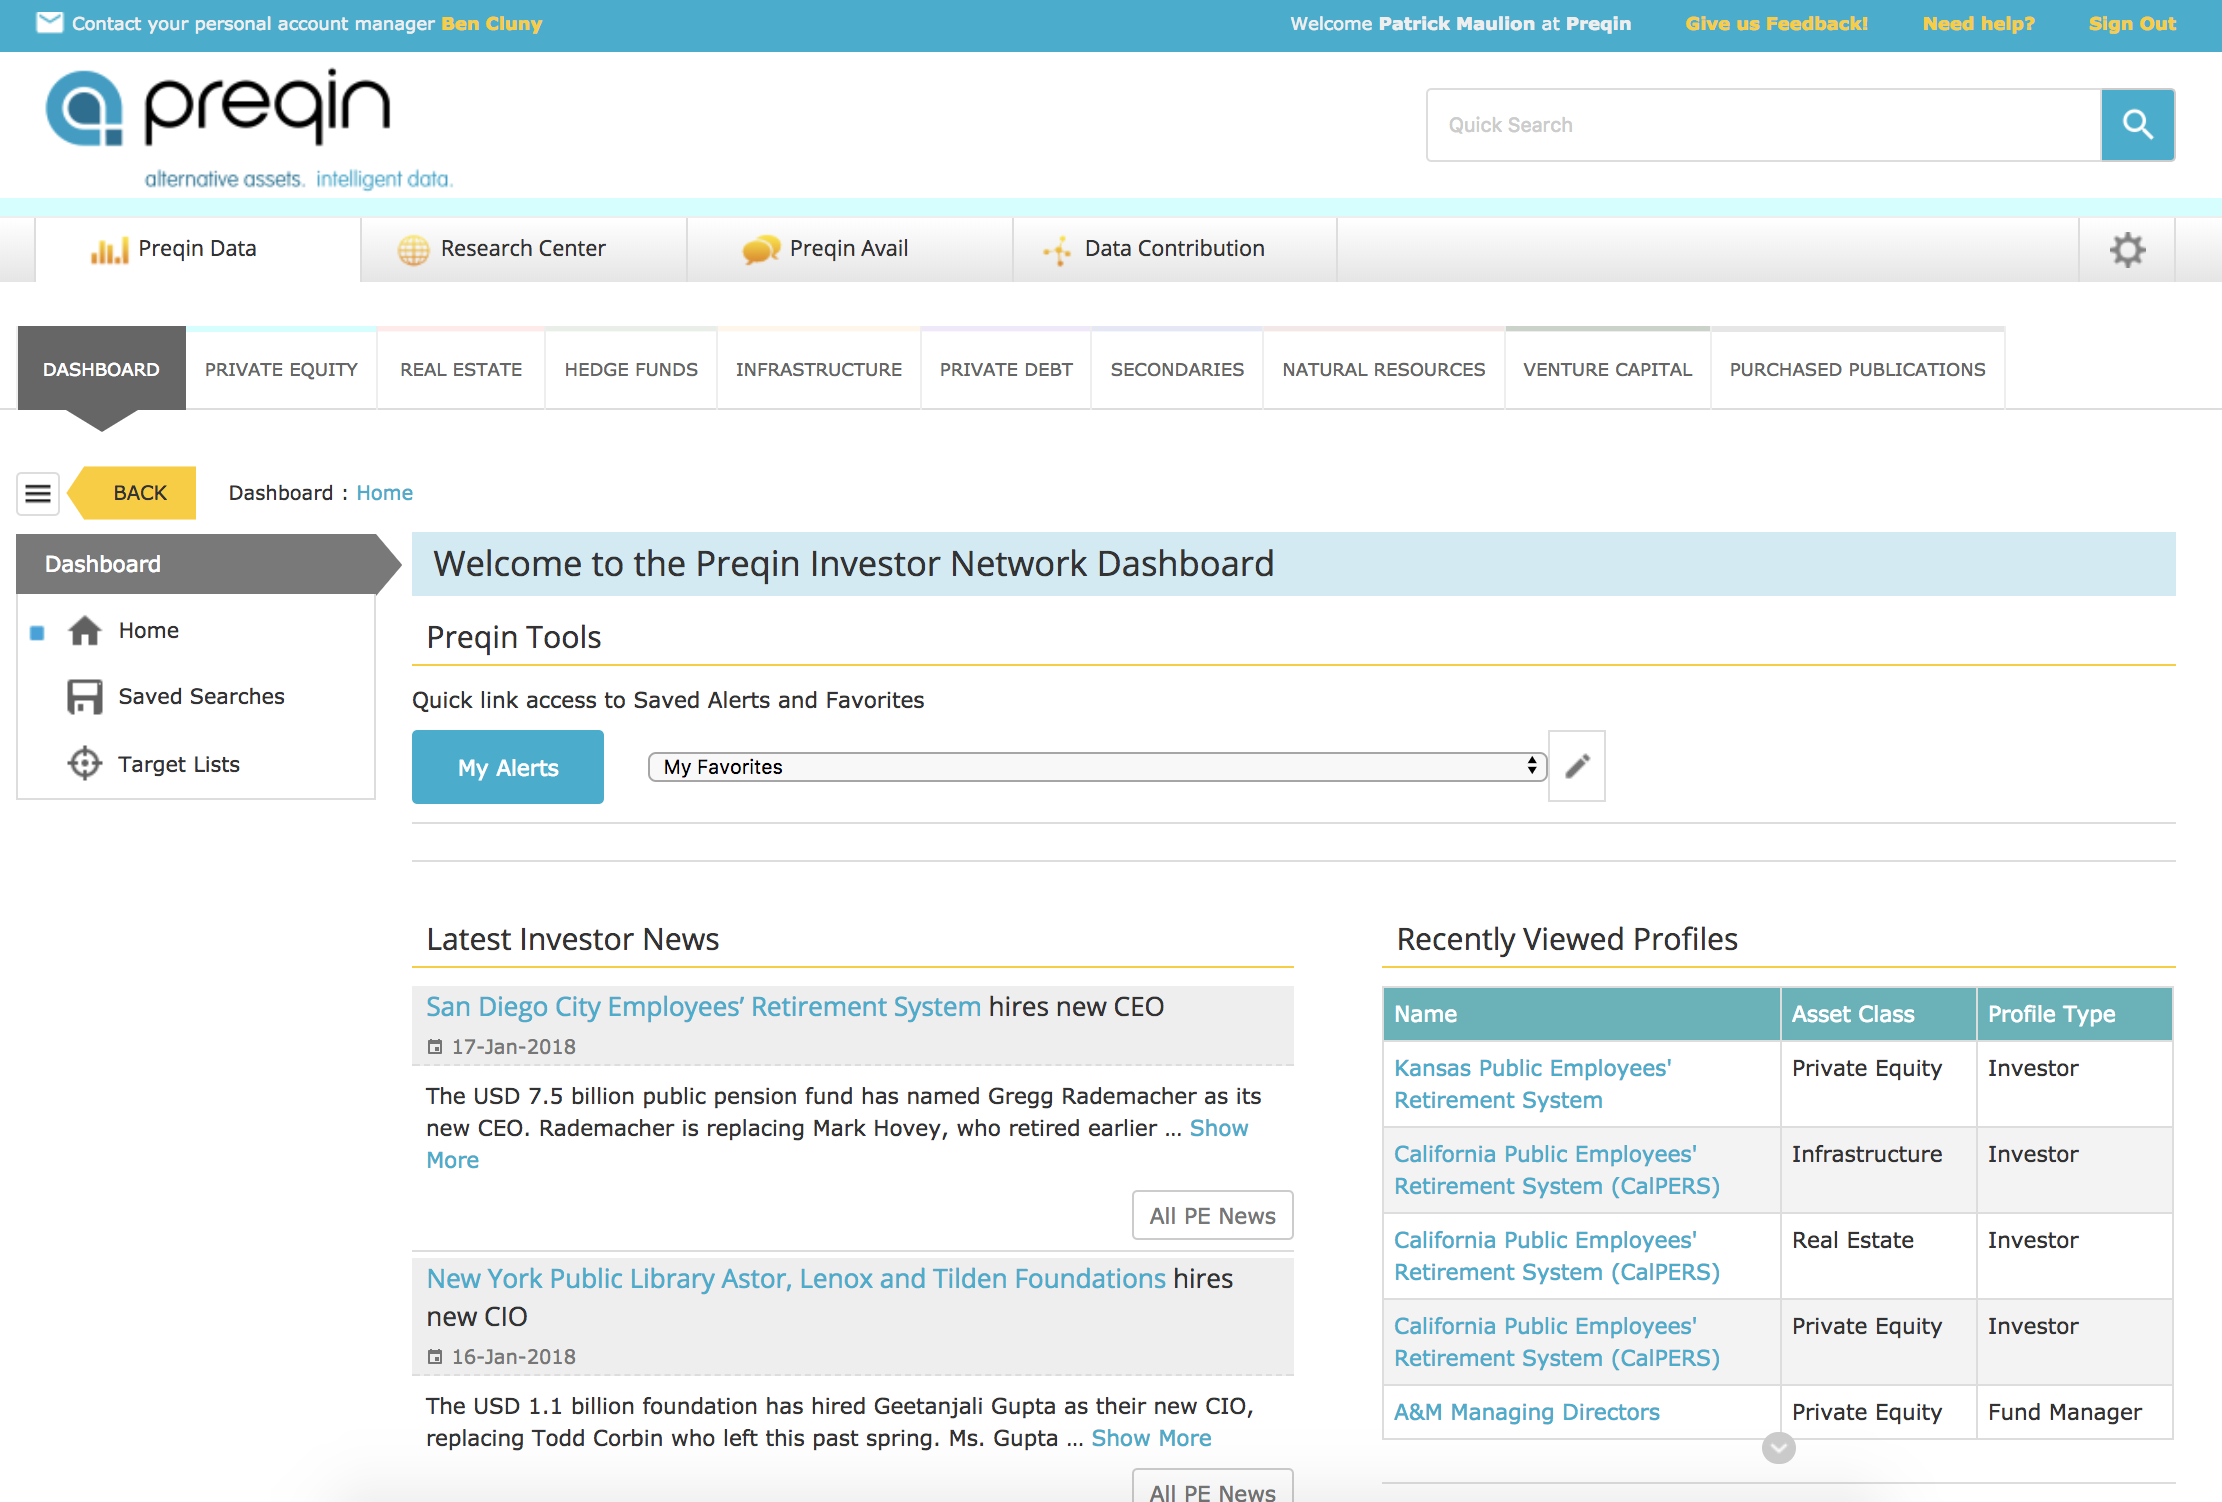 Contact your personal account manager Ben Cluny
Welcome Patrick Maulion at Preqin
Give us Feedback!
Need help?
Sign Out
preqin
alternative assets. intelligent data.
Quick Search
Preqin Data
Research Center
Preqin Avail
Data Contribution
DASHBOARD
PRIVATE EQUITY
REAL ESTATE
HEDGE FUNDS
INFRASTRUCTURE
PRIVATE DEBT
SECONDARIES
NATURAL RESOURCES
VENTURE CAPITAL
PURCHASED PUBLICATIONS
BACK
Dashboard : Home
Dashboard
Home
Saved Searches
Target Lists
Welcome to the Preqin Investor Network Dashboard
Preqin Tools
Quick link access to Saved Alerts and Favorites
My Alerts
My Favorites
Latest Investor News
San Diego City Employees’ Retirement System hires new CEO
17-Jan-2018
The USD 7.5 billion public pension fund has named Gregg Rademacher as its
new CEO. Rademacher is replacing Mark Hovey, who retired earlier ... Show
More
All PE News
New York Public Library Astor, Lenox and Tilden Foundations hires
new CIO
16-Jan-2018
The USD 1.1 billion foundation has hired Geetanjali Gupta as their new CIO,
replacing Todd Corbin who left this past spring. Ms. Gupta ... Show More
All PE News
Recently Viewed Profiles
Name Asset Class Profile Type
Kansas Public Employees' Private Equity Investor
Retirement System
California Public Employees' Infrastructure Investor
Retirement System (CalPERS)
California Public Employees' Real Estate Investor
Retirement System (CalPERS)
California Public Employees' Private Equity Investor
Retirement System (CalPERS)
A&M Managing Directors Private Equity Fund Manager